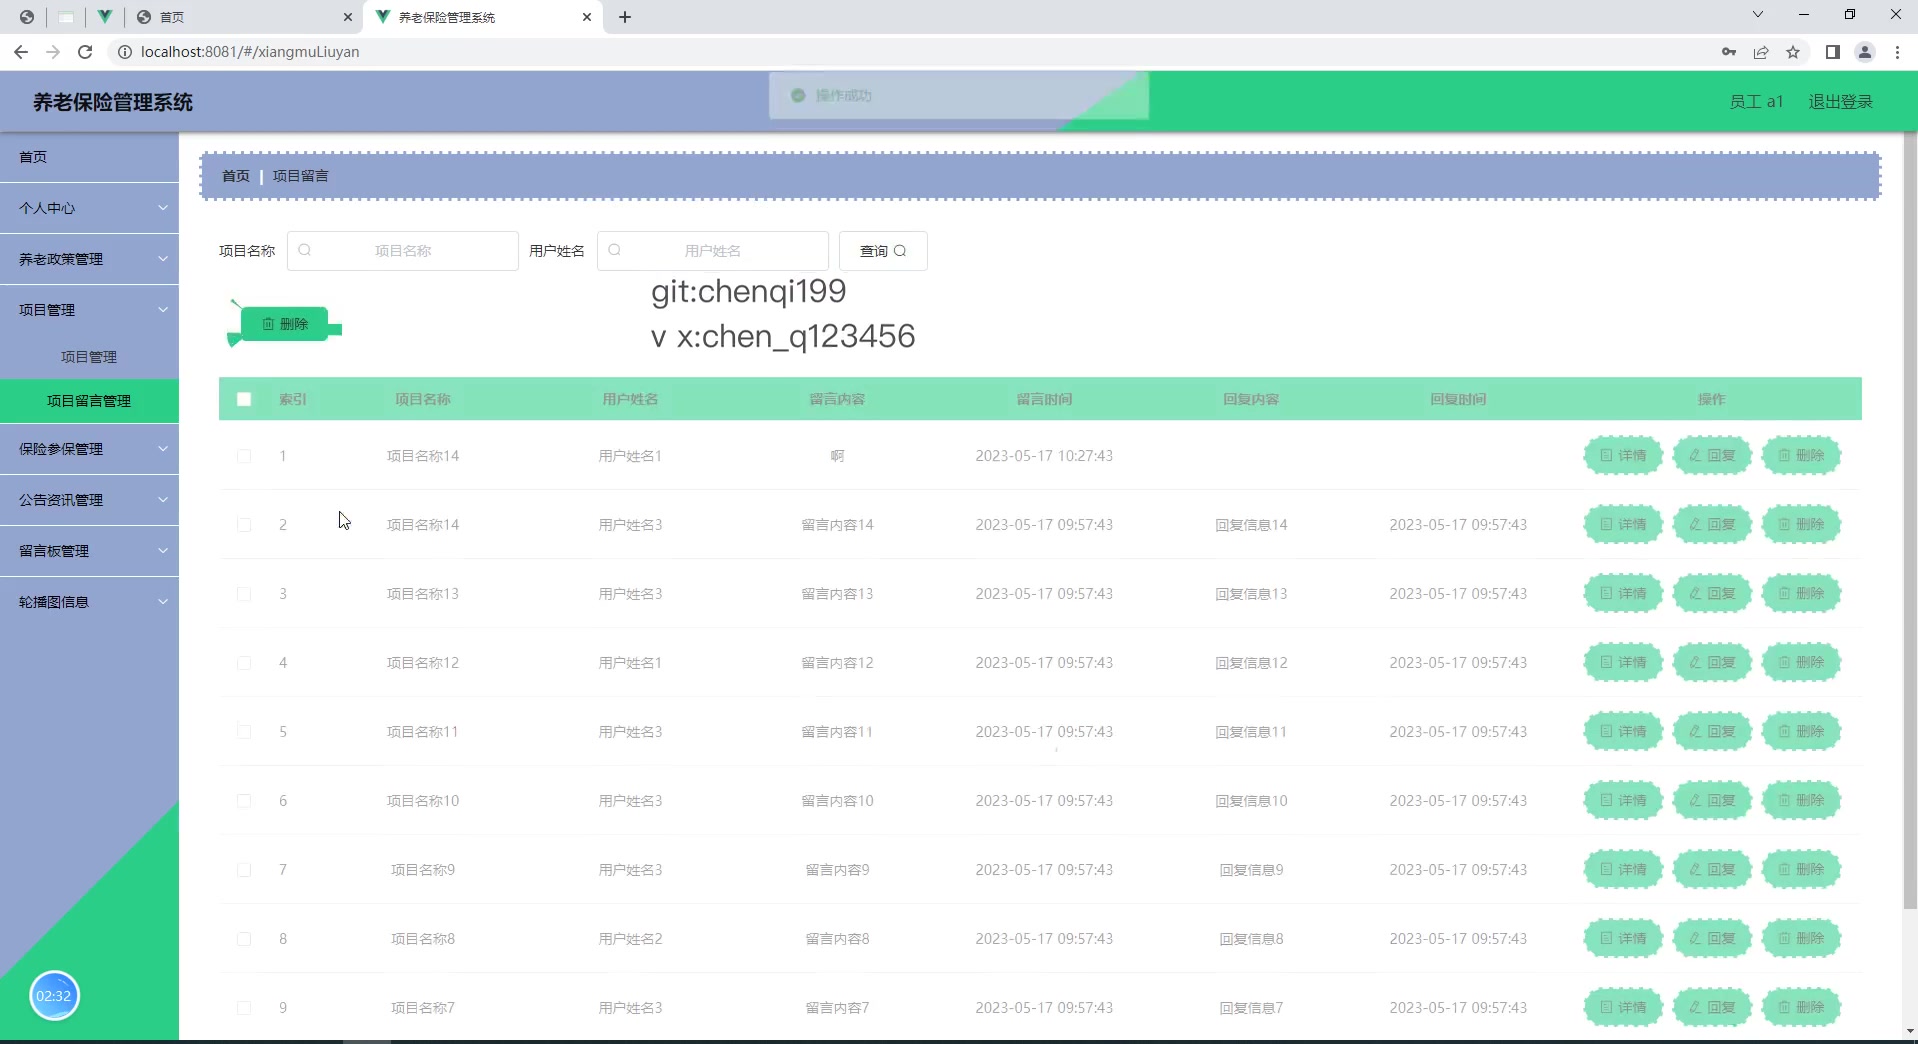 首页
养老保险管理系统
localhost:8081/#/xiangmuLiuyan
养老保险管理系统
操作成功
员工 a1
退出登录
首页
个人中心
养老政策管理
项目管理
项目管理
项目留言管理
保险参保管理
公告资讯管理
留言板管理
轮播图信息
02:32
首页 | 项目留言
项目名称 项目名称 用户姓名 用户姓名 查询
git:chenqi199
删除
v x:chen_q123456
索引 项目名称 用户姓名 留言内容 留言时间 回复内容 回复时间 操作
1 项目名称14 用户姓名1 啊 2023-05-17 10:27:43 详情 回复 删除
2 项目名称14 用户姓名3 留言内容14 2023-05-17 09:57:43 回复信息14 2023-05-17 09:57:43 详情 回复 删除
3 项目名称13 用户姓名3 留言内容13 2023-05-17 09:57:43 回复信息13 2023-05-17 09:57:43 详情 回复 删除
4 项目名称12 用户姓名1 留言内容12 2023-05-17 09:57:43 回复信息12 2023-05-17 09:57:43 详情 回复 删除
5 项目名称11 用户姓名3 留言内容11 2023-05-17 09:57:43 回复信息11 2023-05-17 09:57:43 详情 回复 删除
6 项目名称10 用户姓名3 留言内容10 2023-05-17 09:57:43 回复信息10 2023-05-17 09:57:43 详情 回复 删除
7 项目名称9 用户姓名3 留言内容9 2023-05-17 09:57:43 回复信息9 2023-05-17 09:57:43 详情 回复 删除
8 项目名称8 用户姓名2 留言内容8 2023-05-17 09:57:43 回复信息8 2023-05-17 09:57:43 详情 回复 删除
9 项目名称7 用户姓名3 留言内容7 2023-05-17 09:57:43 回复信息7 2023-05-17 09:57:43 详情 回复 删除